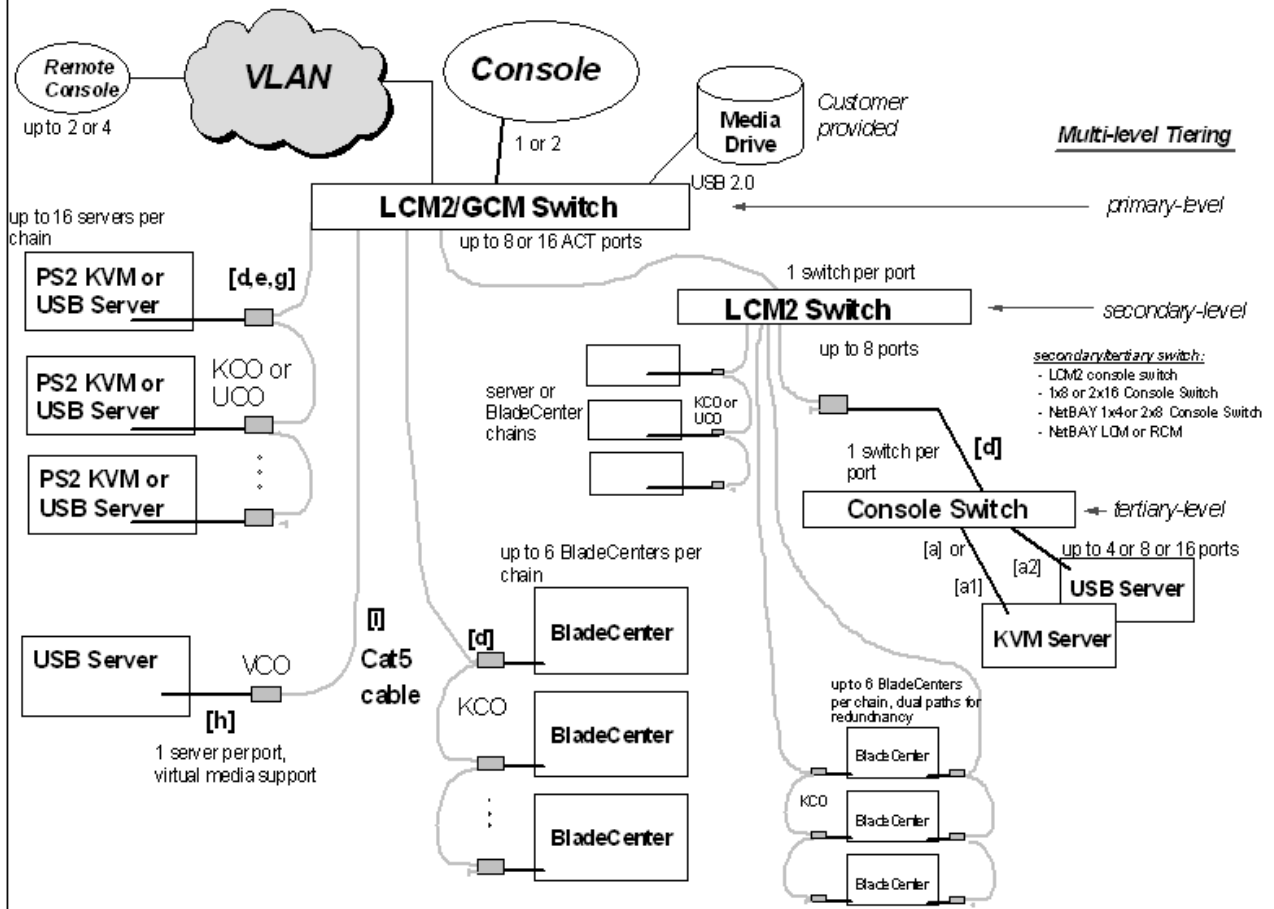 Remote
Console
up to 2 or 4
VLAN
Console
1 or 2
Media
Drive
Customer
provided
USB 2.0
Multi-level Tiering
LCM2/GCM Switch
primary-level
up to 8 or 16 ACT ports
up to 16 servers per
chain
PS2 KVM or
USB Server
[d,e,g]
KCO or
UCO
PS2 KVM or
USB Server
PS2 KVM or
USB Server
1 switch per port
LCM2 Switch
secondary-level
up to 8 ports
secondary/tertiary switch:
- LCM2 console switch
- 1x8 or 2x16 Console Switch
- NetBAY 1x4 or 2x8 Console Switch
- NetBAY LCM or RCM
server or
BladeCenter
chains
KCO or
UCO
[d]
1 switch per
port
Console Switch
tertiary-level
[a] or
[a1]
[a2]
up to 4 or 8 or 16 ports
USB Server
KVM Server
up to 6 BladeCenters per
chain
[d]
BladeCenter
KCO
BladeCenter
BladeCenter
USB Server
VCO
[h]
1 server per port,
virtual media support
[l]
Cat5
cable
up to 6 BladeCenters
per chain, dual paths for
redundnancy
BladeCenter
KCO
BladeCenter
BladeCenter